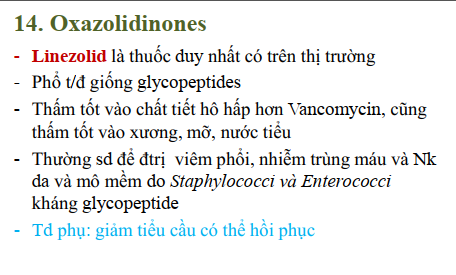 14. Oxazolidinones
- Linezolid là thuốc duy nhất có trên thị trường
- Phổ t/đ giống glycopeptides
- Thấm tốt vào chất tiết hô hấp hơn Vancomycin, cũng
thấm tốt vào xương, mỡ, nước tiểu
- Thường sd để đtrị viêm phổi, nhiễm trùng máu và Nk
da và mô mềm do Staphylococci và Enterococci
kháng glycopeptide
- Td phụ: giảm tiểu cầu có thể hồi phục